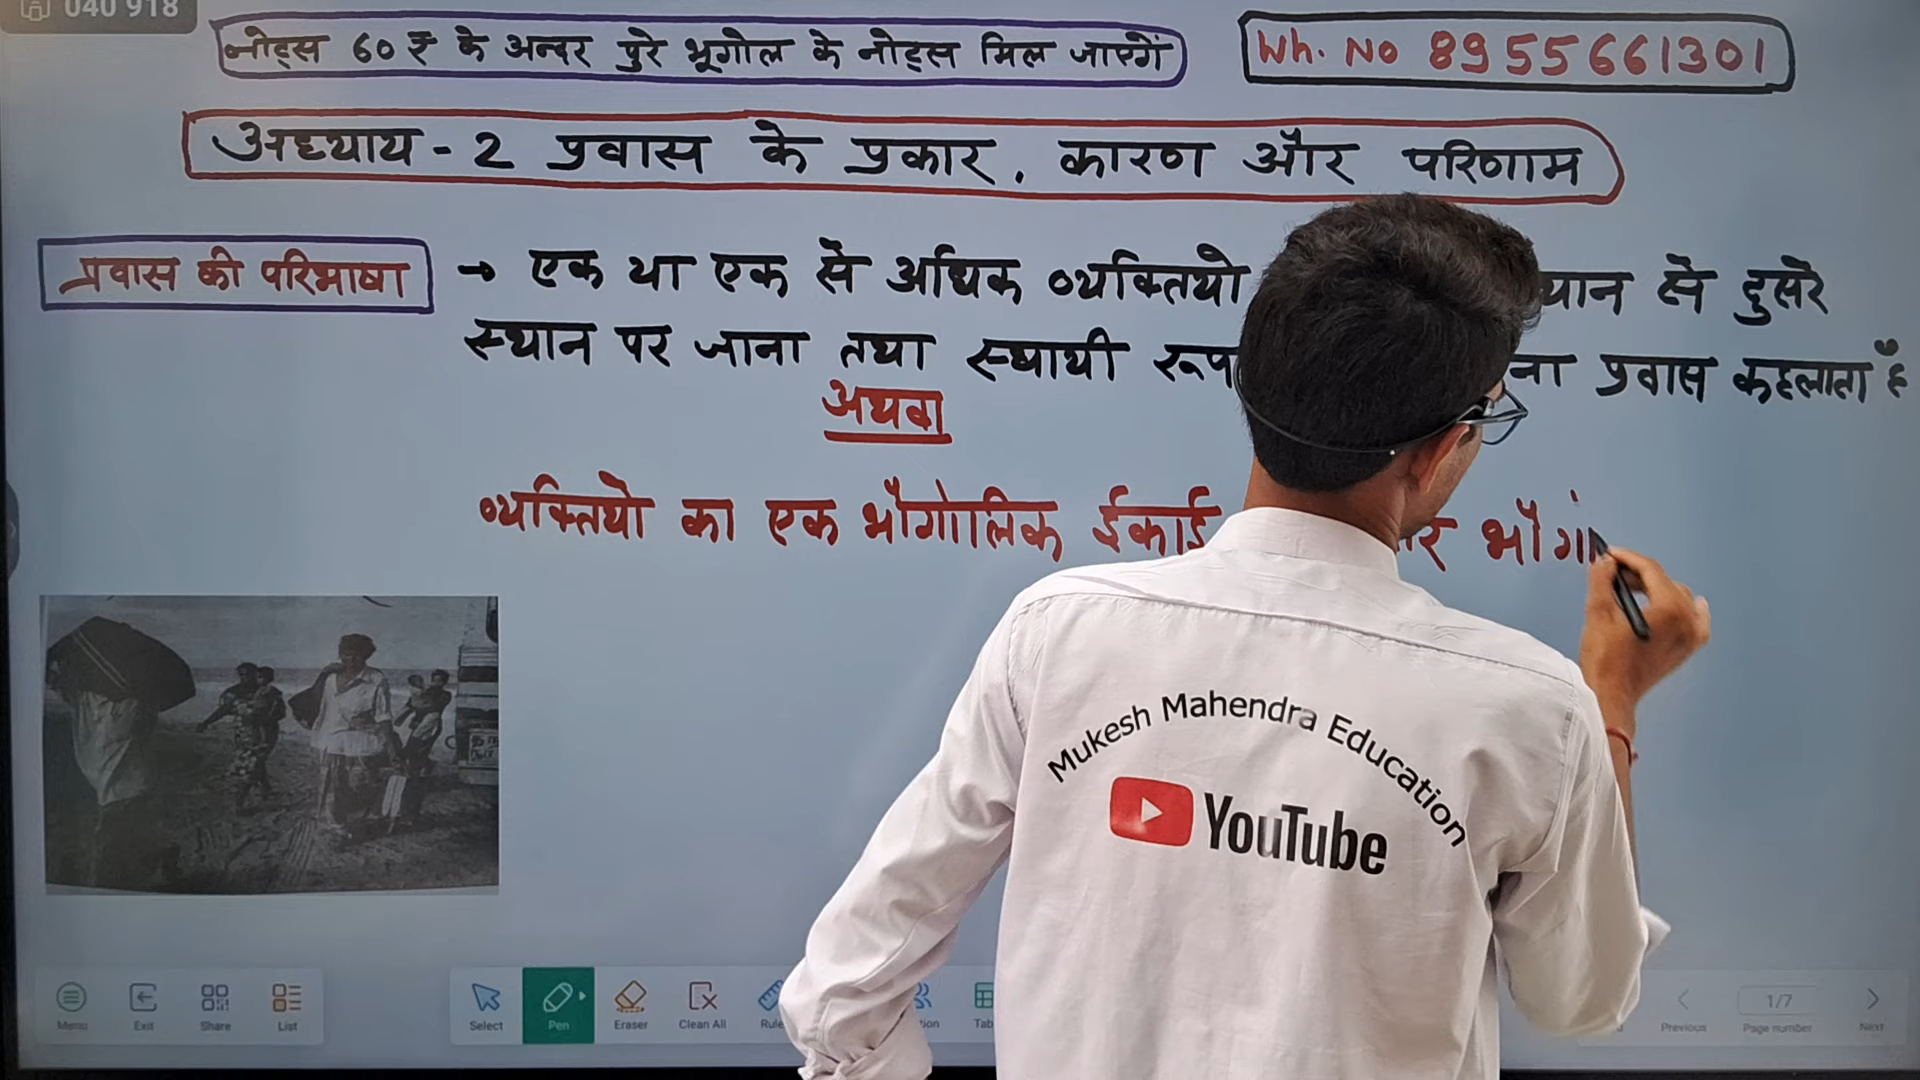 040 918
नोट्स 60 ₹ के अन्दर पुरे भूगोल के नोट्स मिल जाएगें
Wh. No 8955661301
अध्याय - 2 प्रवास के प्रकार, कारण और परिणाम
प्रवास की परिभाषा → एक या एक से अधिक व्यक्तियो थान से दुसरे
स्थान पर जाना तथा स्थायी रूप ना प्रवास कहलाता हैँ
अथवा
व्यक्तियो का एक भौगोलिक ईकाई र भौगा
Mukesh Mahendra Education
YouTube
Menu Exit Share List Select Pen Eraser Clean All Previous 1/7 Page number Next